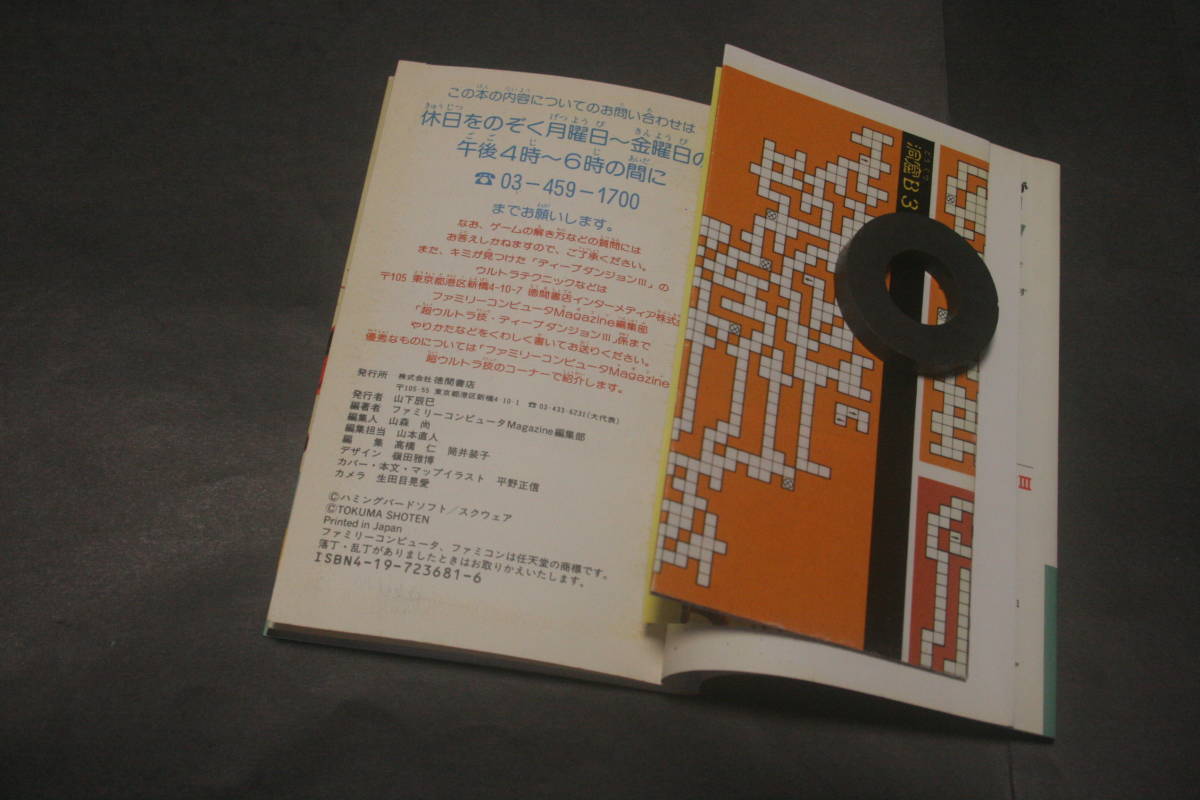 この本の内容についてのお問い合わせは
休日をのぞく月曜日〜金曜日の
午後4時〜6時の間に
☎ 03-459-1700
までお願いします。
なお、ゲームの解き方などの質問には
お答えしかねますので、ご了承ください。
また、キミが見つけた「ディープダンジョンⅢ」の
ウルトラテクニックなどは
〒105 東京都港区新橋4-10-7 徳間書店インターメディア株式
ファミリーコンピュータMagazine編集部
「超ウルトラ技・ディープダンジョンⅢ」係まで
やりかたなどをくわしく書いてお送りください。
優秀なものについては「ファミリーコンピュータMagazine
超ウルトラ技のコーナーで紹介します。
発行所 株式会社 徳間書店
〒105-55 東京都港区新橋4-10-1 ☎ 03-433-6231(大代表)
発行者 山下辰巳
編著者 ファミリーコンピュータMagazine編集部
編集人 山森 尚
編集担当 山本直人
編 集 高橋 仁 筒井装子
デザイン 嶺田雅博
カバー・本文・マップイラスト 平野正信
カメラ 生田目晃愛
©ハミングバードソフト/スクウェア
©TOKUMA SHOTEN
Printed in Japan
ファミリーコンピュータ、ファミコンは任天堂の商標です。
落丁・乱丁がありましたときはお取りかえいたします。
ISBN4-19-723681-6
洞窟B3
Ⅲ